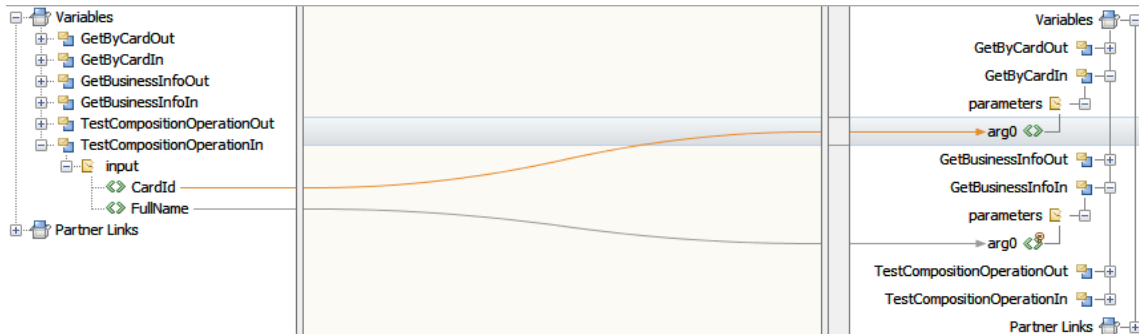 Variables
GetByCardOut
GetByCardIn
GetBusinessInfoOut
GetBusinessInfoIn
TestCompositionOperationOut
TestCompositionOperationIn
input
CardId
FullName
Partner Links
Variables
GetByCardOut
GetByCardIn
parameters
arg0
GetBusinessInfoOut
GetBusinessInfoIn
parameters
arg0
TestCompositionOperationOut
TestCompositionOperationIn
Partner Links